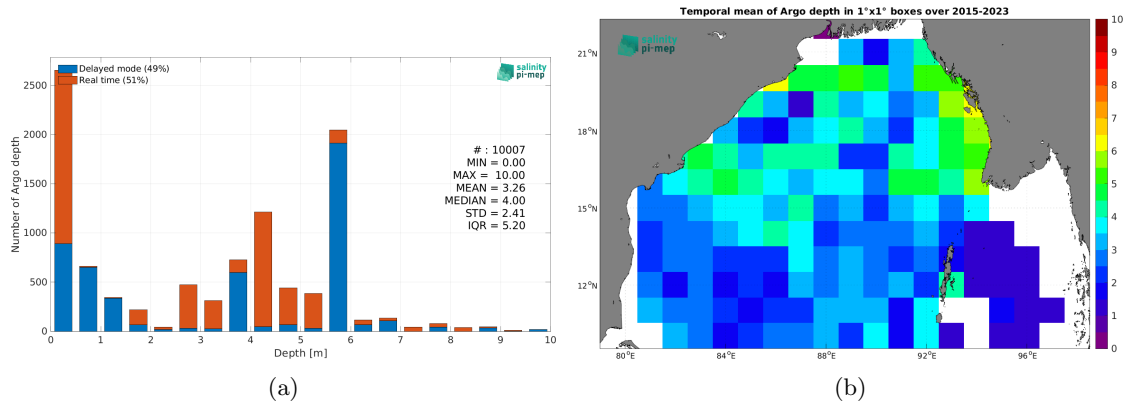 Delayed mode (49%)
Real time (51%)
salinity
pi-mep
# : 10007
MIN = 0.00
MAX = 10.00
MEAN = 3.26
MEDIAN = 4.00
STD = 2.41
IQR = 5.20
Number of Argo depth
2500
2000
1500
1000
500
0
0 1 2 3 4 5 6 7 8 9 10
Depth [m]
(a)
Temporal mean of Argo depth in 1°x1° boxes over 2015-2023
salinity
pi-mep
21°N
18°N
15°N
12°N
80°E 84°E 88°E 92°E 96°E
10
9
8
7
6
5
4
3
2
1
0
(b)